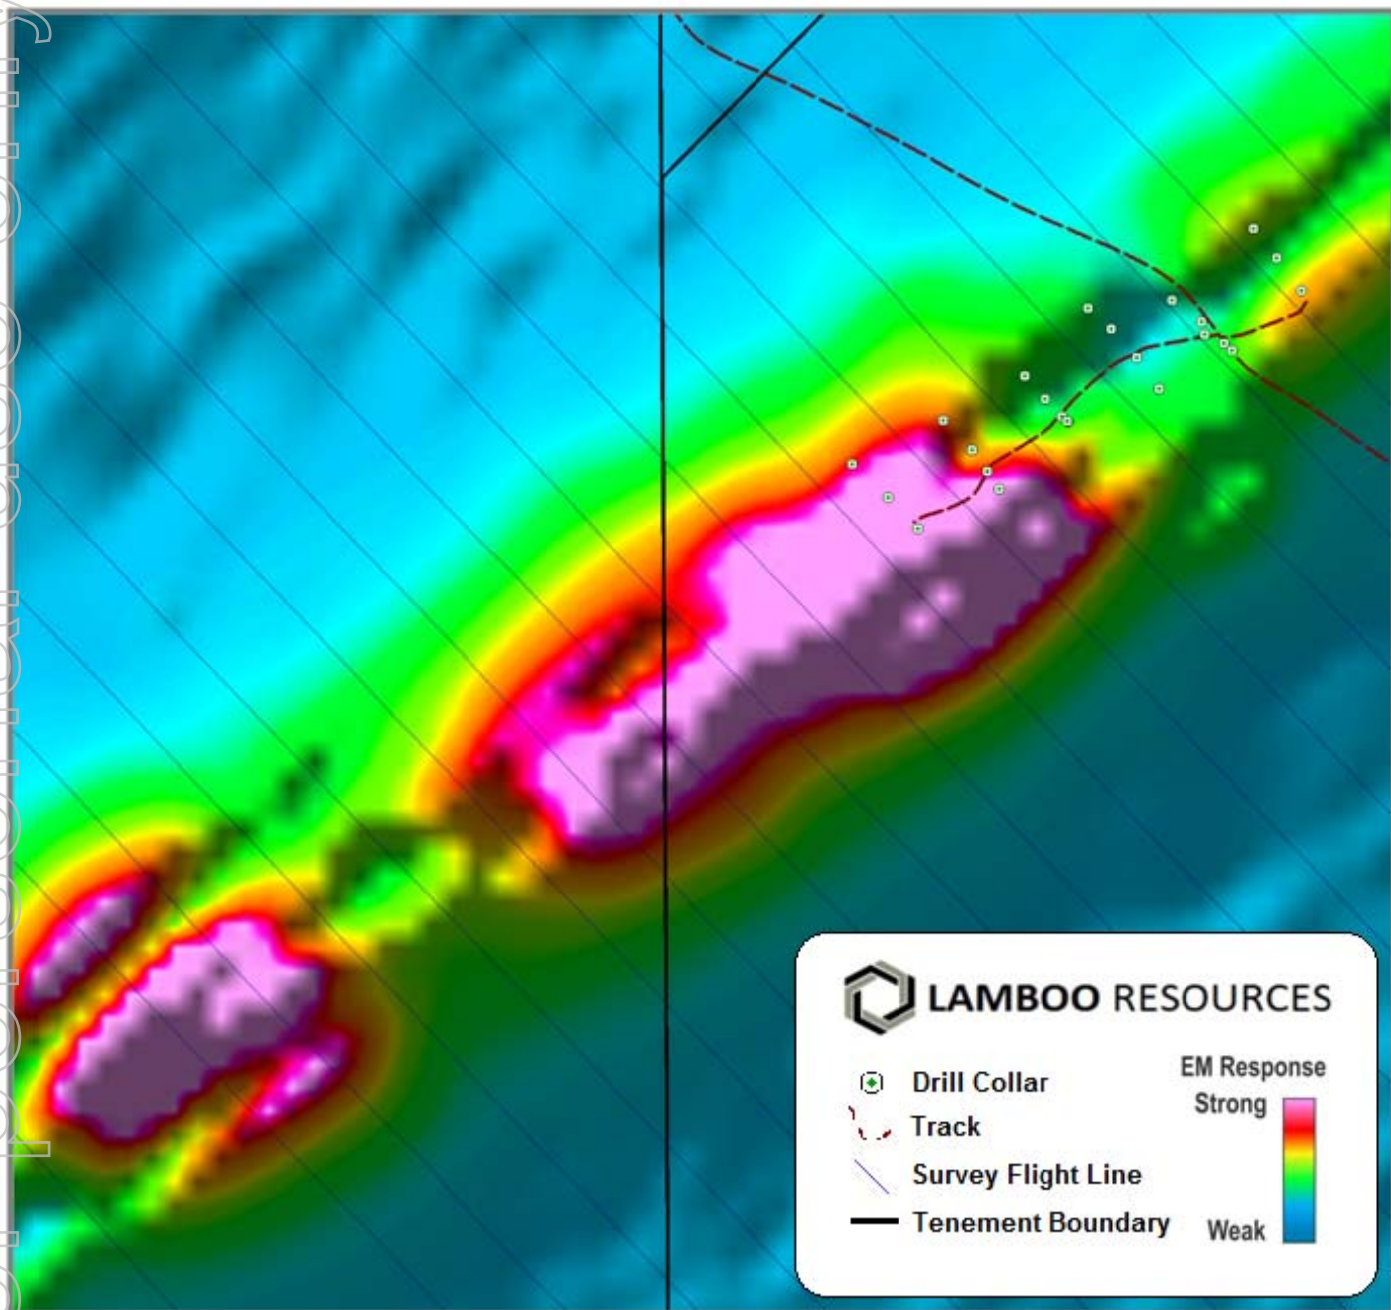 LAMBOO RESOURCES
Drill Collar
Track
Survey Flight Line
Tenement Boundary
EM Response
Strong
Weak